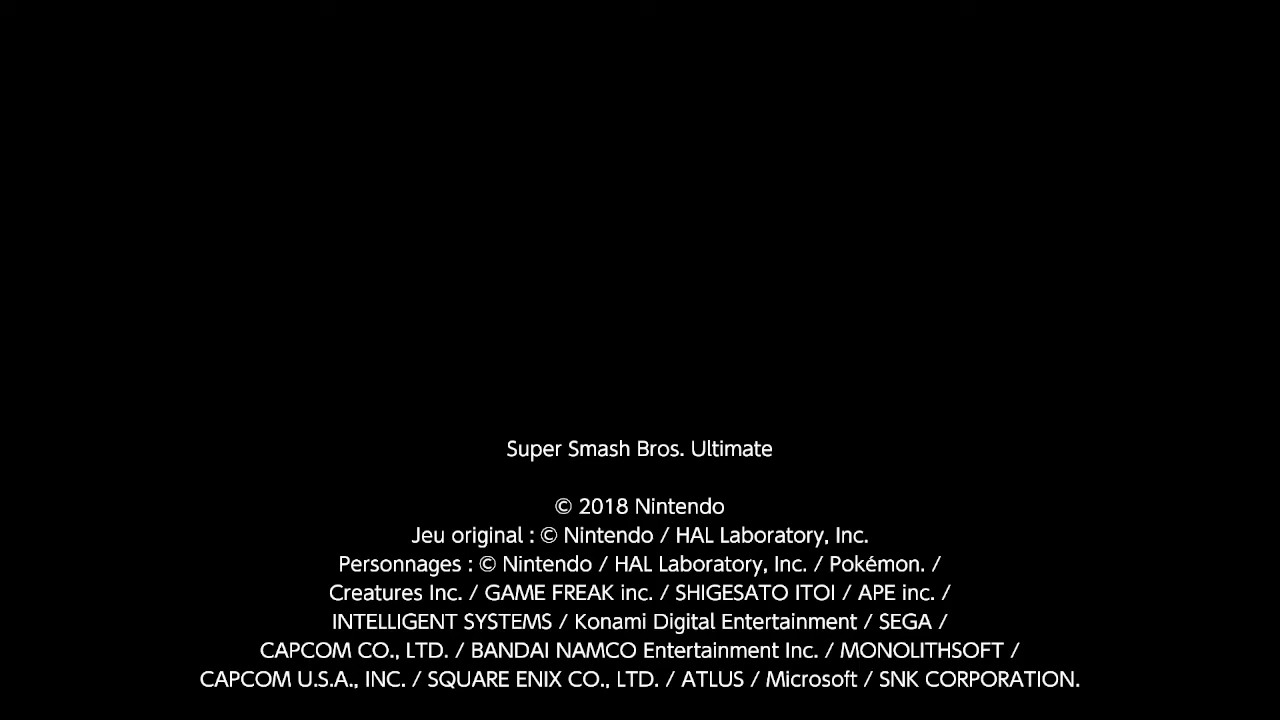 Super Smash Bros. Ultimate
© 2018 Nintendo
Jeu original : © Nintendo / HAL Laboratory, Inc.
Personnages : © Nintendo / HAL Laboratory, Inc. / Pokémon. /
Creatures Inc. / GAME FREAK inc. / SHIGESATO ITOI / APE inc. /
INTELLIGENT SYSTEMS / Konami Digital Entertainment / SEGA /
CAPCOM CO., LTD. / BANDAI NAMCO Entertainment Inc. / MONOLITHSOFT /
CAPCOM U.S.A., INC. / SQUARE ENIX CO., LTD. / ATLUS / Microsoft / SNK CORPORATION.